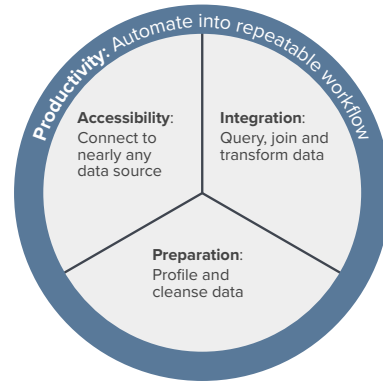 Productivity: Automate into repeatable workflow
Accessibility:
Connect to
nearly any
data source
Integration:
Query, join and
transform data
Preparation:
Profile and
cleanse data